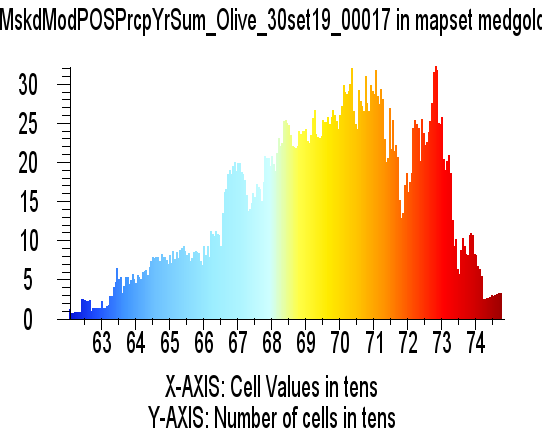 MskdModPOSPrcpYrSum_Olive_30set19_00017 in mapset medgold
30
25
20
15
10
5
0
63 64 65 66 67 68 69 70 71 72 73 74
X-AXIS: Cell Values in tens
Y-AXIS: Number of cells in tens